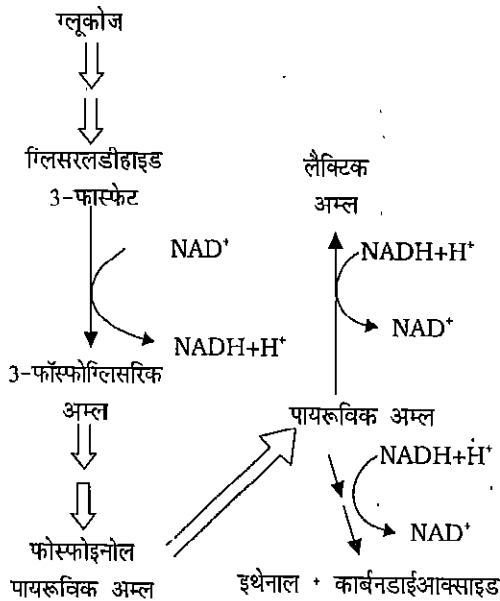 ग्लूकोज
ग्लिसरलडीहाइड
3-फास्फेट
NAD⁺
NADH+H⁺
3-फॉस्फोग्लिसरिक
अम्ल
फोस्फोइनोल
पायरूविक अम्ल
लैक्टिक
अम्ल
NADH+H⁺
NAD⁺
पायरूविक अम्ल
NADH+H⁺
NAD⁺
इथेनाल + कार्बनडाईआक्साइड